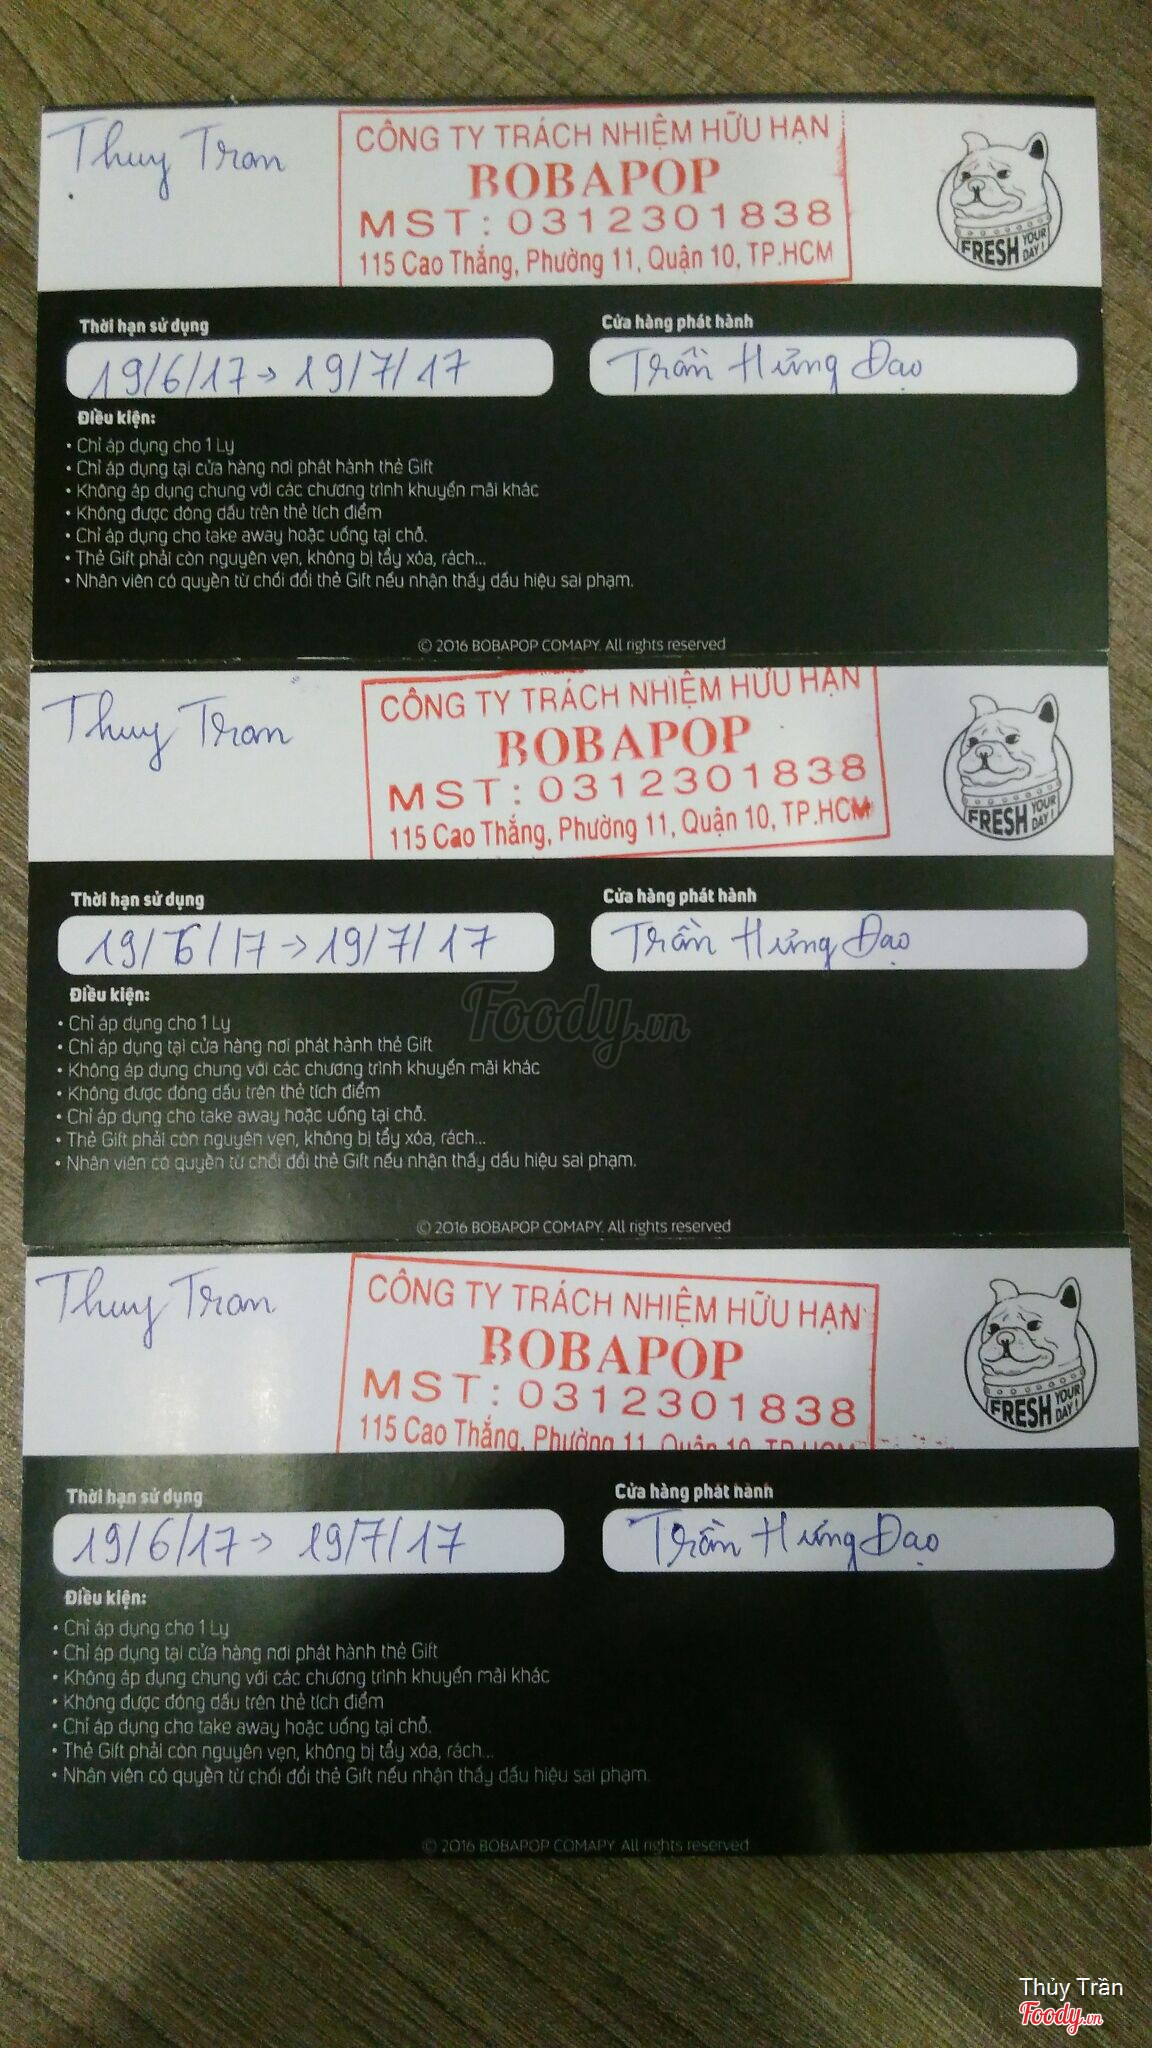 Thuy Tran
CÔNG TY TRÁCH NHIỆM HỮU HẠN
BOBAPOP
MST: 0312301838
115 Cao Thắng, Phường 11, Quận 10, TP.HCM
FRESH YOUR DAY!
Thời hạn sử dụng
Cửa hàng phát hành
19/6/17 → 19/7/17
Trần Hưng Đạo
Điều kiện:
• Chỉ áp dụng cho 1 Ly
• Chỉ áp dụng tại cửa hàng nơi phát hành thẻ Gift
• Không áp dụng chung với các chương trình khuyến mãi khác
• Không được đóng dấu trên thẻ tích điểm
• Chỉ áp dụng cho take away hoặc uống tại chỗ.
• Thẻ Gift phải còn nguyên vẹn, không bị tẩy xóa, rách...
• Nhân viên có quyền từ chối đổi thẻ Gift nếu nhận thấy dấu hiệu sai phạm.
© 2016 BOBAPOP COMAPY. All rights reserved
Thuy Tran
CÔNG TY TRÁCH NHIỆM HỮU HẠN
BOBAPOP
MST: 0312301838
115 Cao Thắng, Phường 11, Quận 10, TP.HCM
FRESH YOUR DAY!
Thời hạn sử dụng
Cửa hàng phát hành
19/6/17 → 19/7/17
Trần Hưng Đạo
Điều kiện:
• Chỉ áp dụng cho 1 Ly
Foody.vn
• Chỉ áp dụng tại cửa hàng nơi phát hành thẻ Gift
• Không áp dụng chung với các chương trình khuyến mãi khác
• Không được đóng dấu trên thẻ tích điểm
• Chỉ áp dụng cho take away hoặc uống tại chỗ.
• Thẻ Gift phải còn nguyên vẹn, không bị tẩy xóa, rách...
• Nhân viên có quyền từ chối đổi thẻ Gift nếu nhận thấy dấu hiệu sai phạm.
© 2016 BOBAPOP COMAPY. All rights reserved
Thuy Tran
CÔNG TY TRÁCH NHIỆM HỮU HẠN
BOBAPOP
MST: 0312301838
115 Cao Thắng, Phường 11, Quận 10, TP.HCM
FRESH YOUR DAY!
Thời hạn sử dụng
Cửa hàng phát hành
19/6/17 → 19/7/17
Trần Hưng Đạo
Điều kiện:
• Chỉ áp dụng cho 1 Ly
• Chỉ áp dụng tại cửa hàng nơi phát hành thẻ Gift
• Không áp dụng chung với các chương trình khuyến mãi khác
• Không được đóng dấu trên thẻ tích điểm
• Chỉ áp dụng cho take away hoặc uống tại chỗ.
• Thẻ Gift phải còn nguyên vẹn, không bị tẩy xóa, rách...
• Nhân viên có quyền từ chối đổi thẻ Gift nếu nhận thấy dấu hiệu sai phạm.
© 2016 BOBAPOP COMAPY. All rights reserved
Thủy Trần
Foody.vn